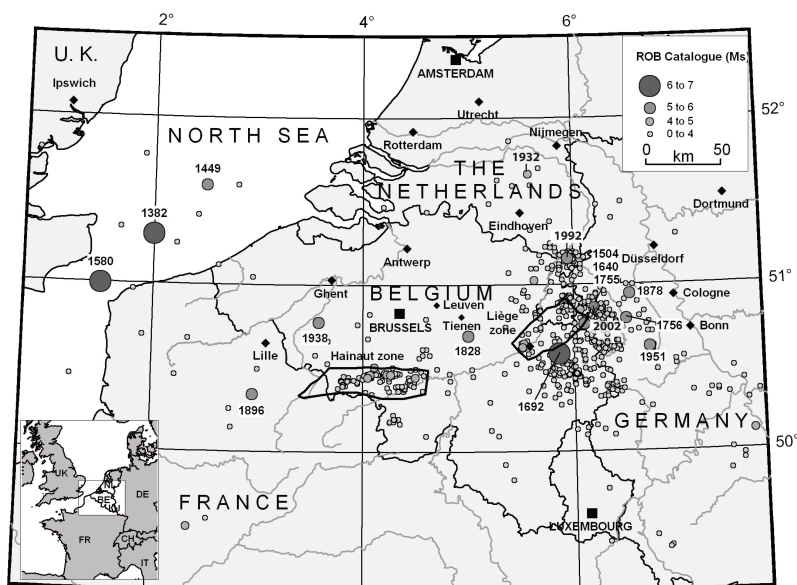 2°
4°
6°
U. K.
Ipswich
AMSTERDAM
ROB Catalogue (Ms)
6 to 7
5 to 6
4 to 5
0 to 4
0
50
km
52°
Utrecht
Nijmegen
NORTH SEA
Rotterdam
1932
THE
NETHERLANDS
1449
Dortmund
1382
Eindhoven
1992
1504
1640
1755
Düsseldorf
1580
Antwerp
51°
Ghent
BELGIUM
Leuven
1878
Cologne
BRUSSELS
Tienen
Liège
zone
2002
1756
Bonn
1938
Lille
Hainaut zone
1828
1951
1896
1692
GERMANY
50°
FRANCE
LUXEMBOURG
UK
NL
BE
LU
DE
FR
CH
IT